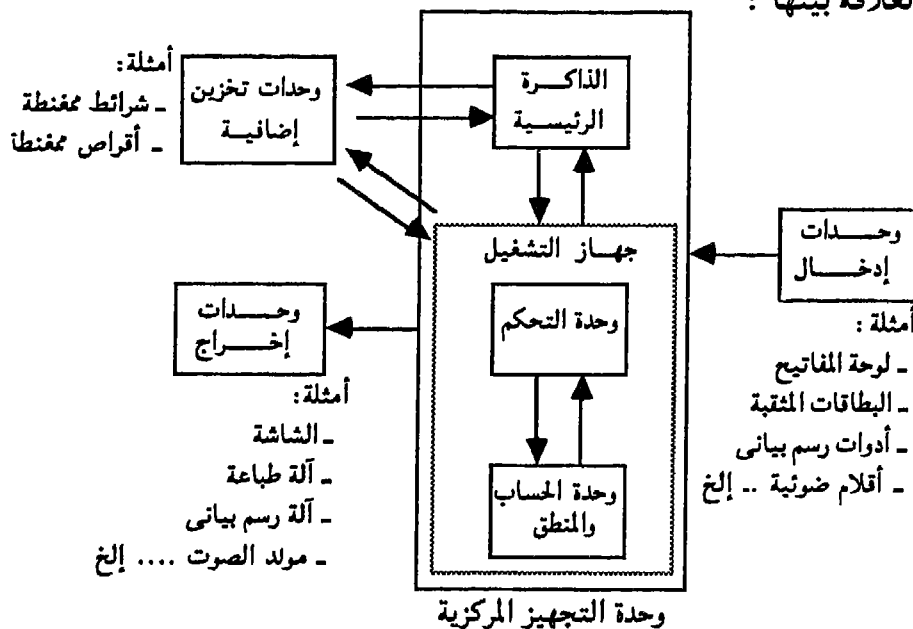 العلاقة بينها :
أمثلة:
ـ شرائط ممغنطة
ـ أقراص ممغنطة
وحدات تخزين
إضافية
الذاكرة
الرئيسية
جهاز التشغيل
وحدة التحكم
وحدة الحساب
والمنطق
وحدة التجهيز المركزية
وحدات
إدخال
أمثلة :
ـ لوحة المفاتيح
ـ البطاقات المثقبة
ـ أدوات رسم بيانى
ـ أقلام ضوئية .. إلخ
وحدات
إخراج
أمثلة:
ـ الشاشة
ـ آلة طباعة
ـ آلة رسم بيانى
ـ مولد الصوت .... إلخ